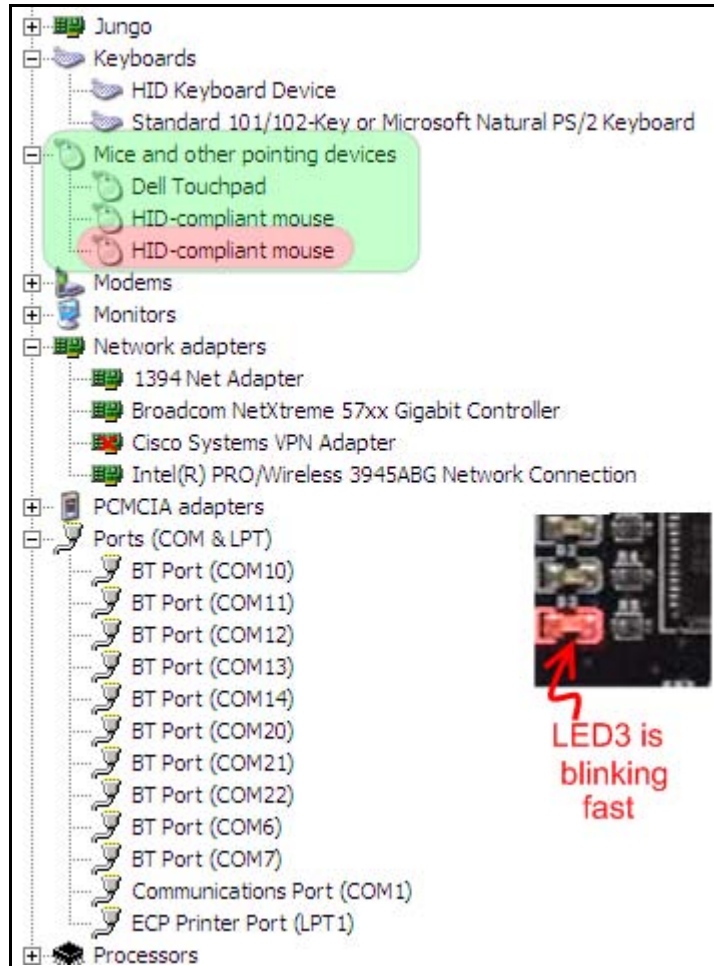 Jungo
Keyboards
HID Keyboard Device
Standard 101/102-Key or Microsoft Natural PS/2 Keyboard
Mice and other pointing devices
Dell Touchpad
HID-compliant mouse
HID-compliant mouse
Modems
Monitors
Network adapters
1394 Net Adapter
Broadcom NetXtreme 57xx Gigabit Controller
Cisco Systems VPN Adapter
Intel(R) PRO/Wireless 3945ABG Network Connection
PCMCIA adapters
Ports (COM & LPT)
BT Port (COM10)
BT Port (COM11)
BT Port (COM12)
BT Port (COM13)
BT Port (COM14)
BT Port (COM20)
BT Port (COM21)
BT Port (COM22)
BT Port (COM6)
BT Port (COM7)
Communications Port (COM1)
ECP Printer Port (LPT1)
Processors
LED3 is
blinking
fast